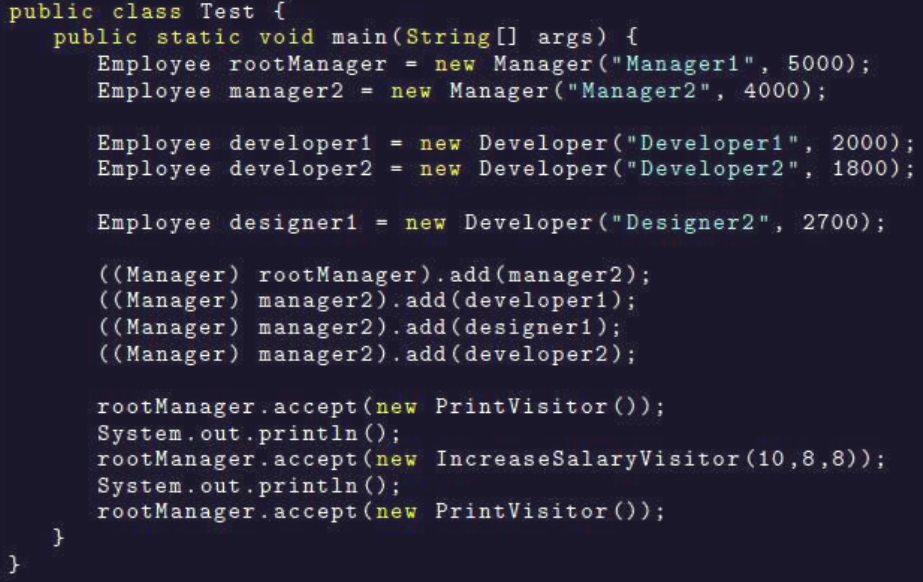 public class Test {
public static void main(String[] args) {
Employee rootManager = new Manager("Manager1", 5000);
Employee manager2 = new Manager("Manager2", 4000);
Employee developer1 = new Developer("Developer1", 2000);
Employee developer2 = new Developer("Developer2", 1800);
Employee designer1 = new Developer("Designer2", 2700);
((Manager) rootManager).add(manager2);
((Manager) manager2).add(developer1);
((Manager) manager2).add(designer1);
((Manager) manager2).add(developer2);
rootManager.accept(new PrintVisitor());
System.out.println();
rootManager.accept(new IncreaseSalaryVisitor(10,8,8));
System.out.println();
rootManager.accept(new PrintVisitor());
}
}